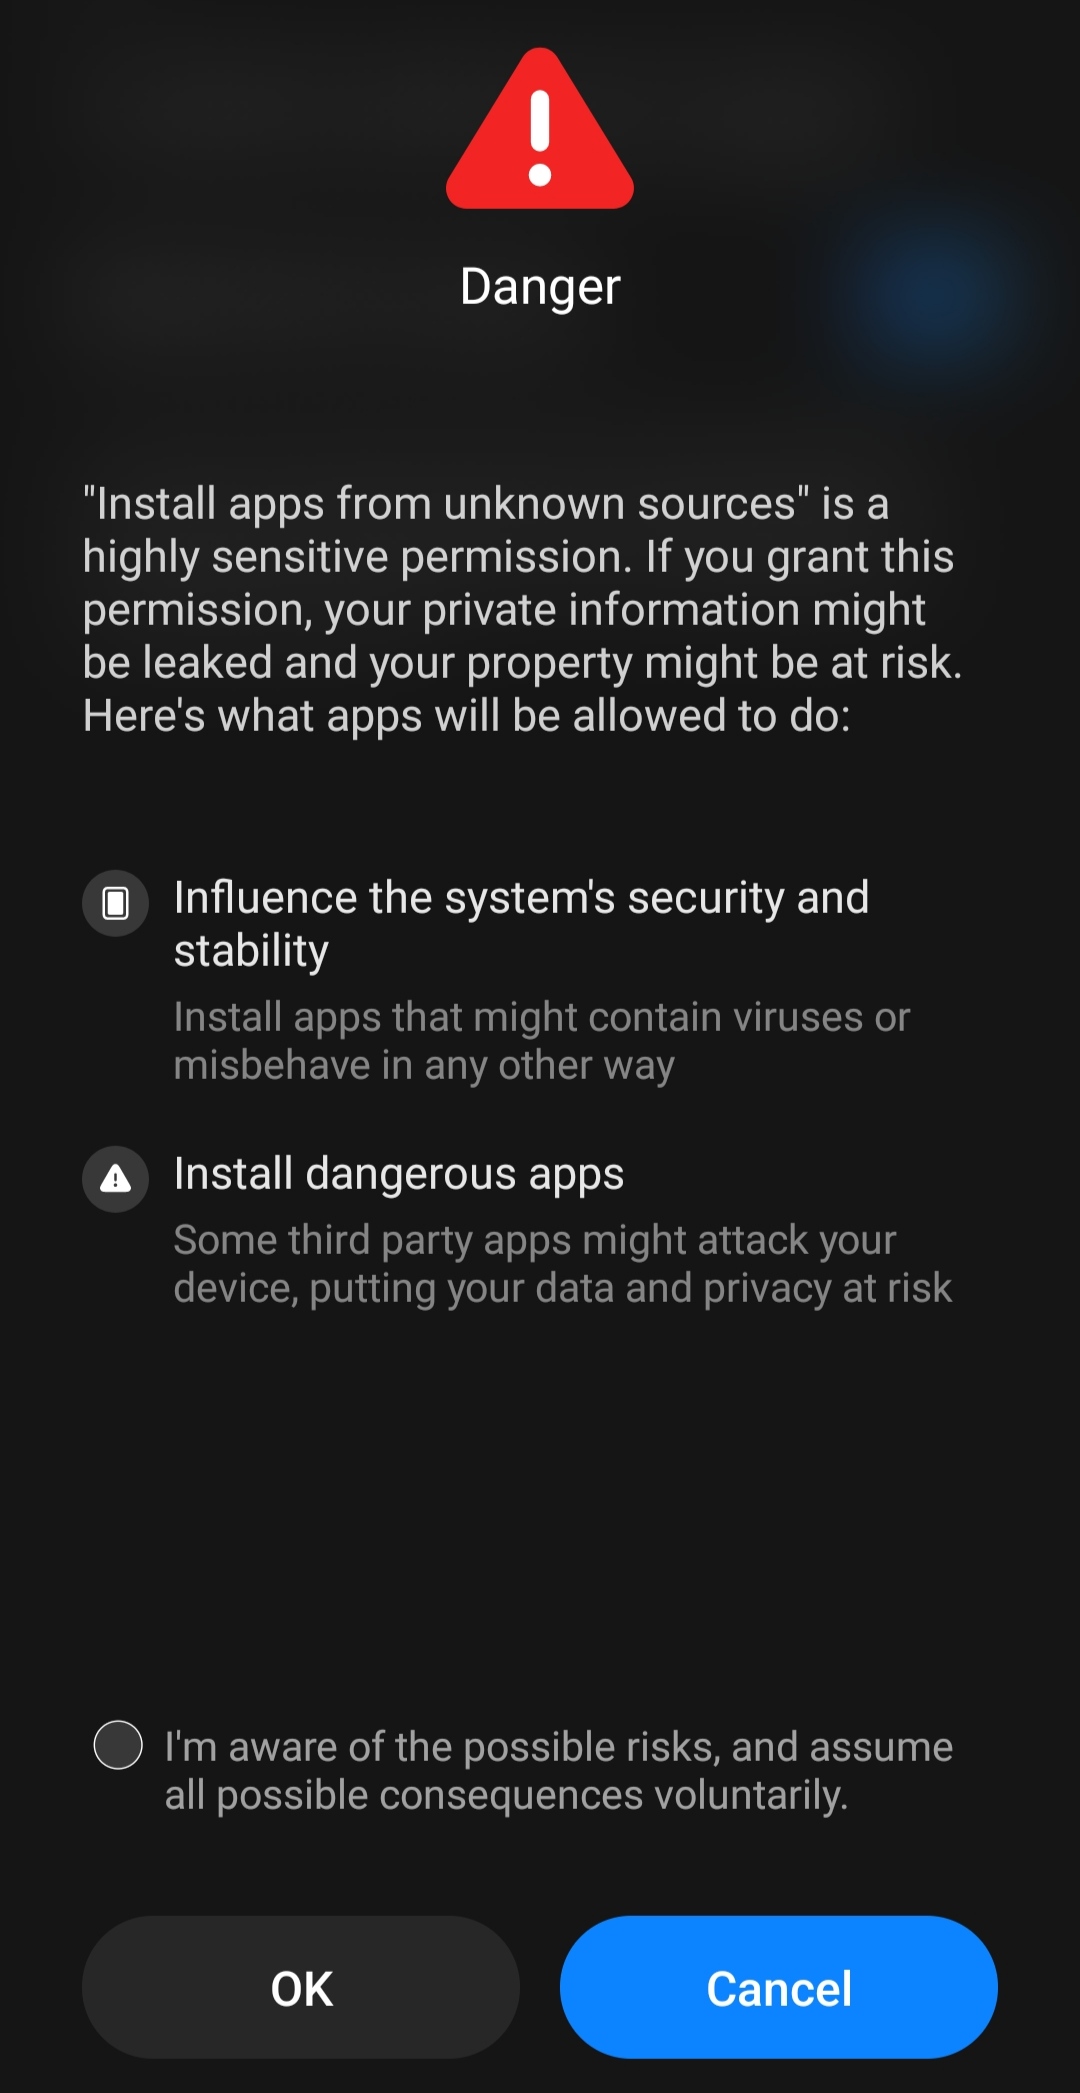 Danger
"Install apps from unknown sources" is a
highly sensitive permission. If you grant this
permission, your private information might
be leaked and your property might be at risk.
Here's what apps will be allowed to do:
Influence the system's security and
stability
Install apps that might contain viruses or
misbehave in any other way
Install dangerous apps
Some third party apps might attack your
device, putting your data and privacy at risk
I'm aware of the possible risks, and assume
all possible consequences voluntarily.
OK
Cancel